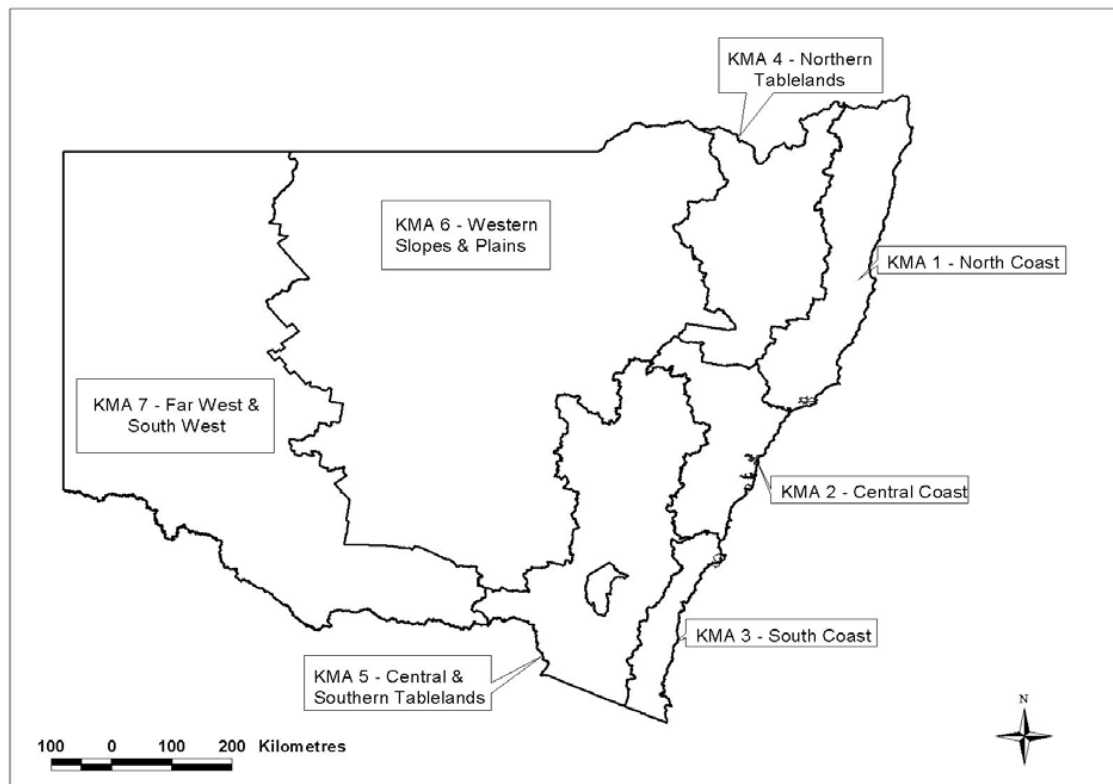 KMA 4 - Northern
Tablelands
KMA 6 - Western
Slopes & Plains
KMA 1 - North Coast
KMA 7 - Far West &
South West
KMA 2 - Central Coast
KMA 3 - South Coast
KMA 5 - Central &
Southern Tablelands
N
100 0 100 200 Kilometres